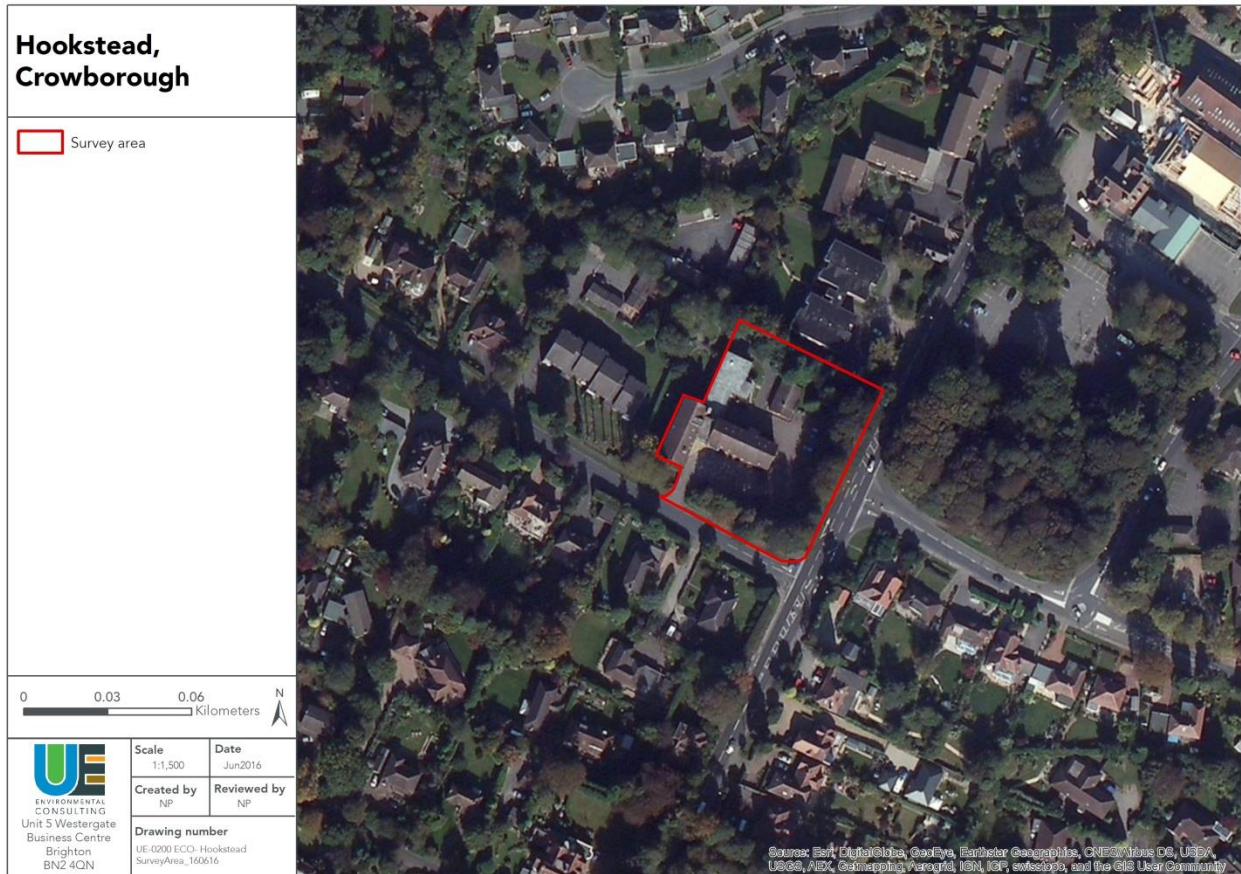 Hookstead,
Crowborough
Survey area
0 0.03 0.06
Kilometers
N
UE
ENVIRONMENTAL
CONSULTING
Unit 5 Westergate
Business Centre
Brighton
BN2 4QN
Scale
1:1,500
Date
Jun2016
Created by
NP
Reviewed by
NP
Drawing number
UE-0200 ECO- Hookstead
SurveyArea_160616
Source: Esri, DigitalGlobe, GeoEye, Earthstar Geographics, CNES/Airbus DS, USDA,
USGS, AEX, Getmapping, Aerogrid, IGN, IGP, swisstopo, and the GIS User Community